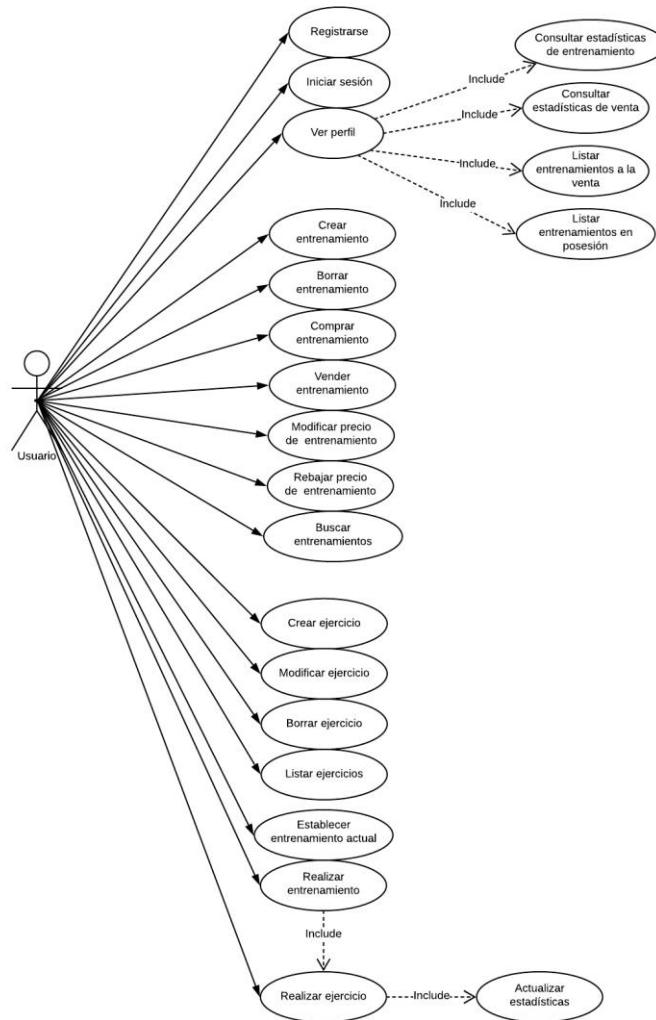 Registrarse
Consultar estadísticas
de entrenamiento
Include
Iniciar sesión
Consultar
estadísticas de venta
Include
Ver perfil
Include
Listar
entrenamientos a la
venta
Include
Listar
entrenamientos en
posesión
Crear
entrenamiento
Borrar
entrenamiento
Comprar
entrenamiento
Vender
entrenamiento
Modificar precio
de entrenamiento
Usuario
Rebajar precio
de entrenamiento
Buscar
entrenamientos
Crear ejercicio
Modificar ejercicio
Borrar ejercicio
Listar ejercicios
Establecer
entrenamiento actual
Realizar
entrenamiento
Include
Realizar ejercicio
Include
Actualizar
estadísticas